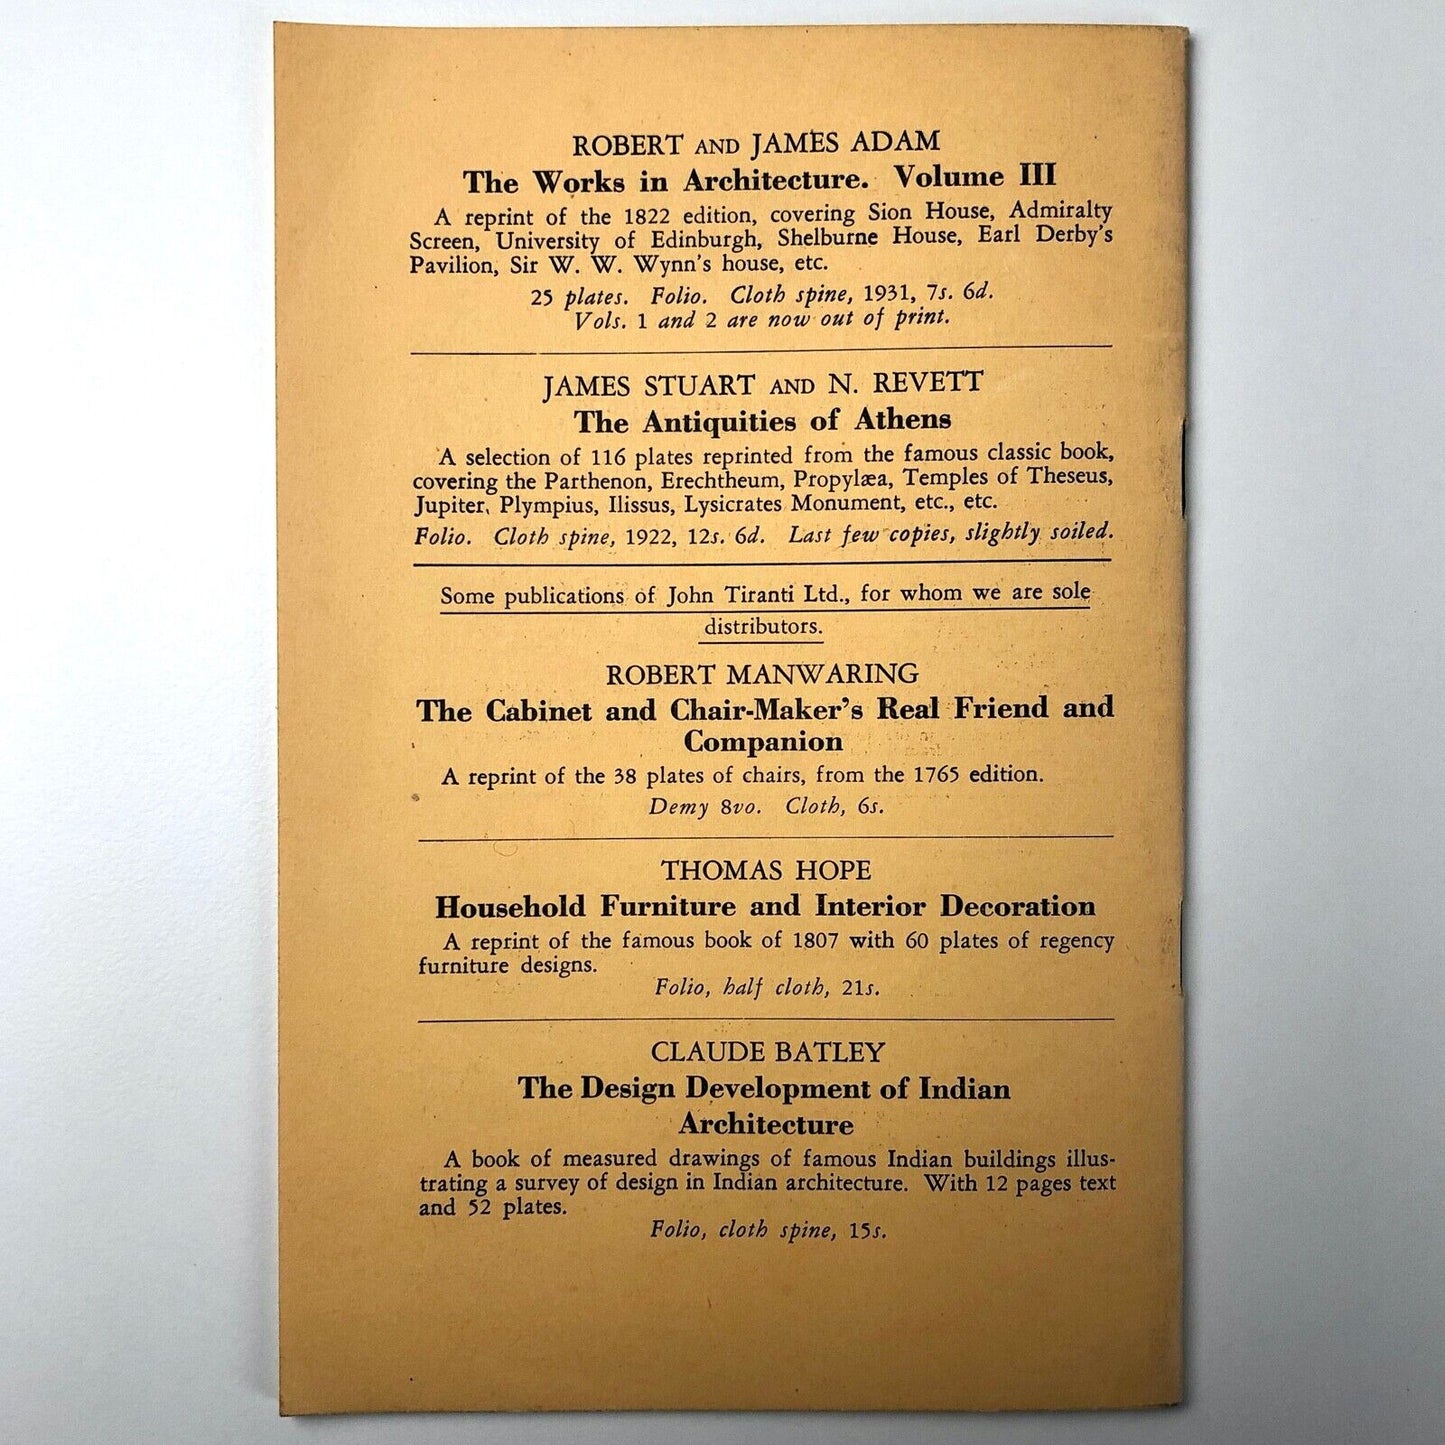 ROBERT AND JAMES ADAM
The Works in Architecture. Volume III
A reprint of the 1822 edition, covering Sion House, Admiralty
Screen, University of Edinburgh, Shelburne House, Earl Derby's
Pavilion, Sir W. W. Wynn's house, etc.
25 plates. Folio. Cloth spine, 1931, 7s. 6d.
Vols. 1 and 2 are now out of print.
JAMES STUART AND N. REVETT
The Antiquities of Athens
A selection of 116 plates reprinted from the famous classic book,
covering the Parthenon, Erechtheum, Propylæa, Temples of Theseus,
Jupiter, Plympius, Ilissus, Lysicrates Monument, etc., etc.
Folio. Cloth spine, 1922, 12s. 6d. Last few copies, slightly soiled.
Some publications of John Tiranti Ltd., for whom we are sole
distributors.
ROBERT MANWARING
The Cabinet and Chair-Maker's Real Friend and
Companion
A reprint of the 38 plates of chairs, from the 1765 edition.
Demy 8vo. Cloth, 6s.
THOMAS HOPE
Household Furniture and Interior Decoration
A reprint of the famous book of 1807 with 60 plates of regency
furniture designs.
Folio, half cloth, 21s.
CLAUDE BATLEY
The Design Development of Indian
Architecture
A book of measured drawings of famous Indian buildings illus-
trating a survey of design in Indian architecture. With 12 pages text
and 52 plates.
Folio, cloth spine, 15s.